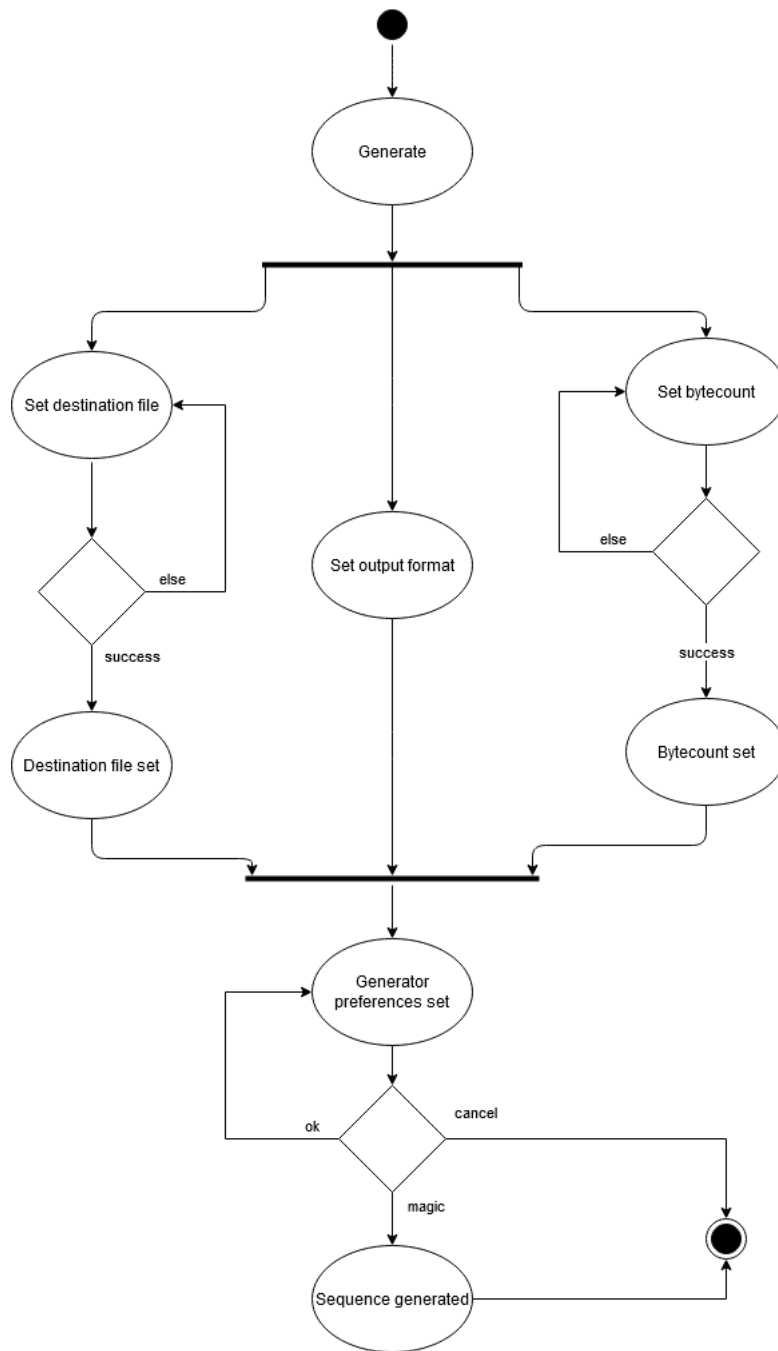 Generate
Set destination file
Set bytecount
else
else
Set output format
success
success
Destination file set
Bytecount set
Generator
preferences set
ok
cancel
magic
Sequence generated